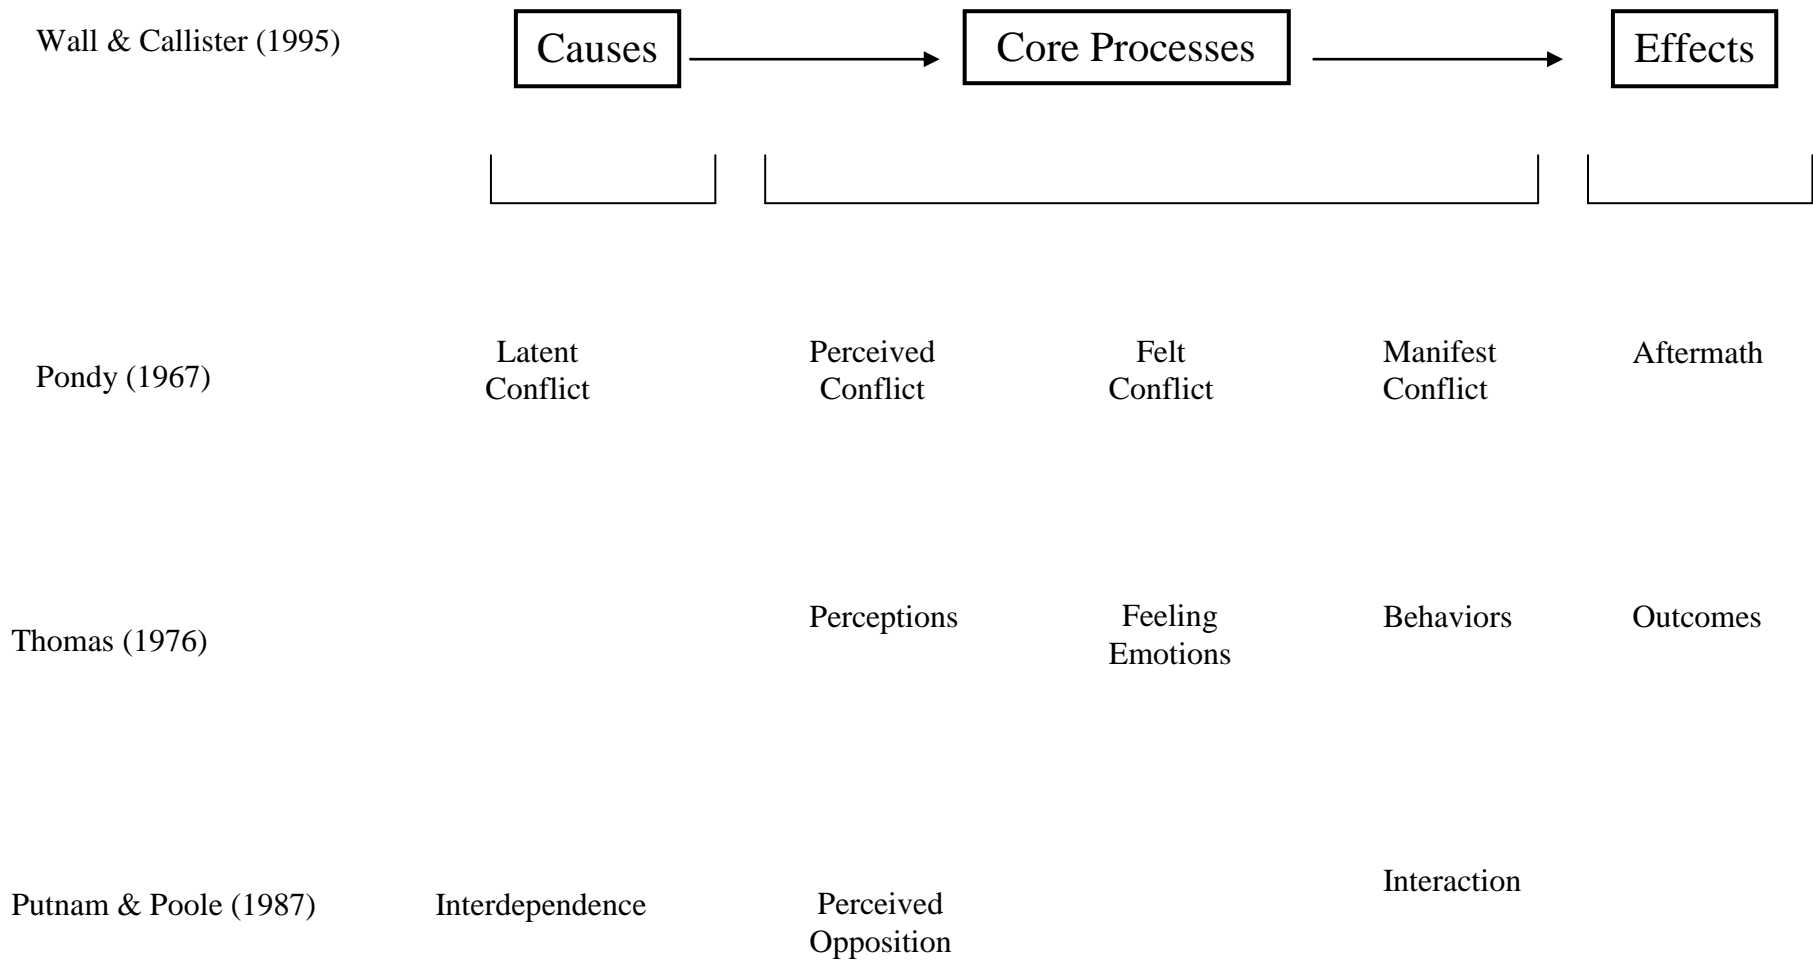 Wall & Callister (1995)
Causes
Core Processes
Effects
Pondy (1967)
Latent
Conflict
Perceived
Conflict
Felt
Conflict
Manifest
Conflict
Aftermath
Thomas (1976)
Perceptions
Feeling
Emotions
Behaviors
Outcomes
Putnam & Poole (1987)
Interdependence
Perceived
Opposition
Interaction